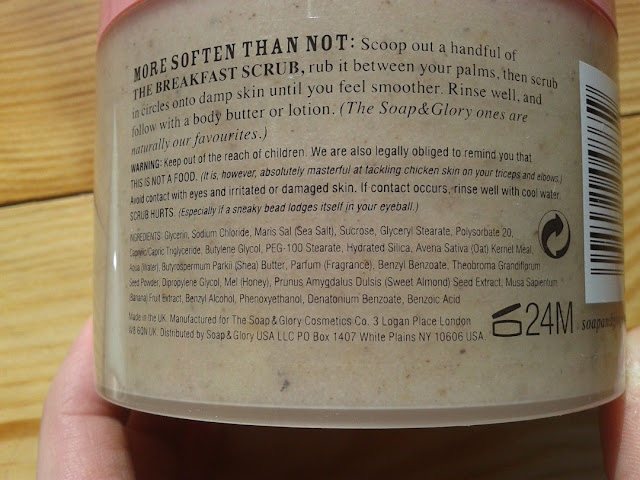 MORE SOFTEN THAN NOT: Scoop out a handful of
THE BREAKFAST SCRUB, rub it between your palms, then scrub
in circles onto damp skin until you feel smoother. Rinse well, and
follow with a body butter or lotion. (The Soap&Glory ones are
naturally our favourites.)
WARNING: Keep out of the reach of children. We are also legally obliged to remind you that
THIS IS NOT A FOOD. (It is, however, absolutely masterful at tackling chicken skin on your triceps and elbows.)
Avoid contact with eyes and irritated or damaged skin. If contact occurs, rinse well with cool water.
SCRUB HURTS. (Especially if a sneaky bead lodges itself in your eyeball.)
INGREDIENTS: Glycerin, Sodium Chloride, Maris Sal (Sea Salt), Sucrose, Glyceryl Stearate, Polysorbate 20,
Caprylic/Capric Triglyceride, Butylene Glycol, PEG-100 Stearate, Hydrated Silica, Avena Sativa (Oat) Kernel Meal,
Aqua (Water), Butyrospermum Parkii (Shea) Butter, Parfum (Fragrance), Benzyl Benzoate, Theobroma Grandiflorum
Seed Powder, Dipropylene Glycol, Mel (Honey), Prunus Amygdalus Dulcis (Sweet Almond) Seed Extract, Musa Sapientum
(Banana) Fruit Extract, Benzyl Alcohol, Phenoxyethanol, Denatonium Benzoate, Benzoic Acid
Made in the UK. Manufactured for The Soap & Glory Cosmetics Co. 3 Logan Place London
W8 6QN UK. Distributed by Soap & Glory USA LLC PO Box 1407 White Plains NY 10606 USA.
24M